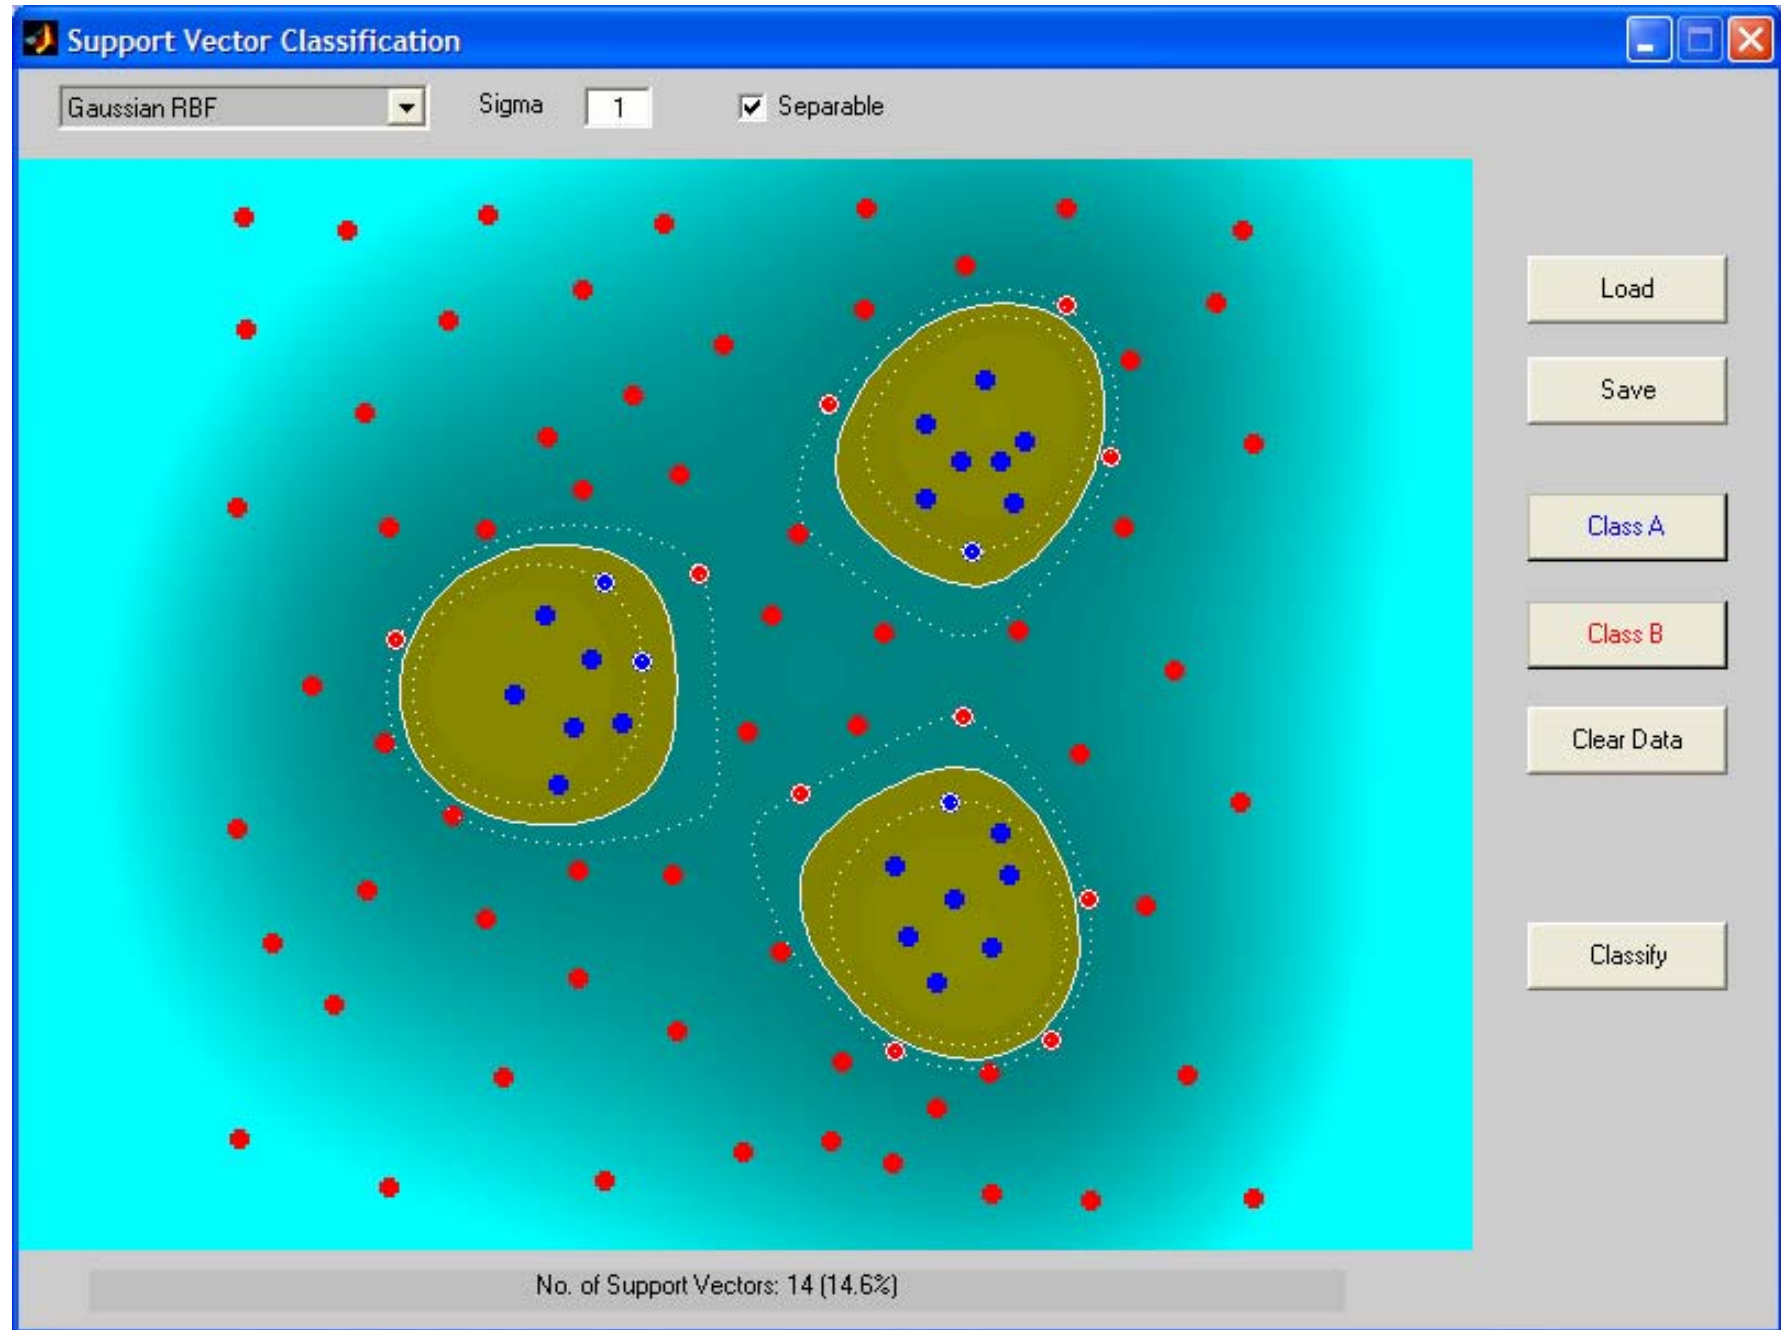 Support Vector Classification
Gaussian RBF Sigma 1 Separable
Load
Save
Class A
Class B
Clear Data
Classify
No. of Support Vectors: 14 (14.6%)